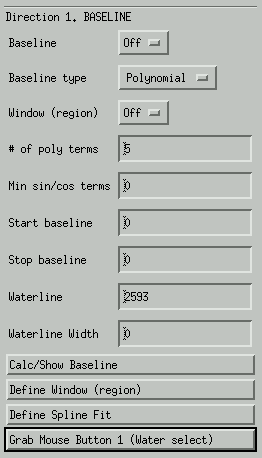 Direction 1. BASELINE
Baseline Off
Baseline type Polynomial
Window (region) Off
# of poly terms 5
Min sin/cos terms 0
Start baseline 0
Stop baseline 0
Waterline 2593
Waterline Width 0
Calc/Show Baseline
Define Window (region)
Define Spline Fit
Grab Mouse Button 1 (Water select)